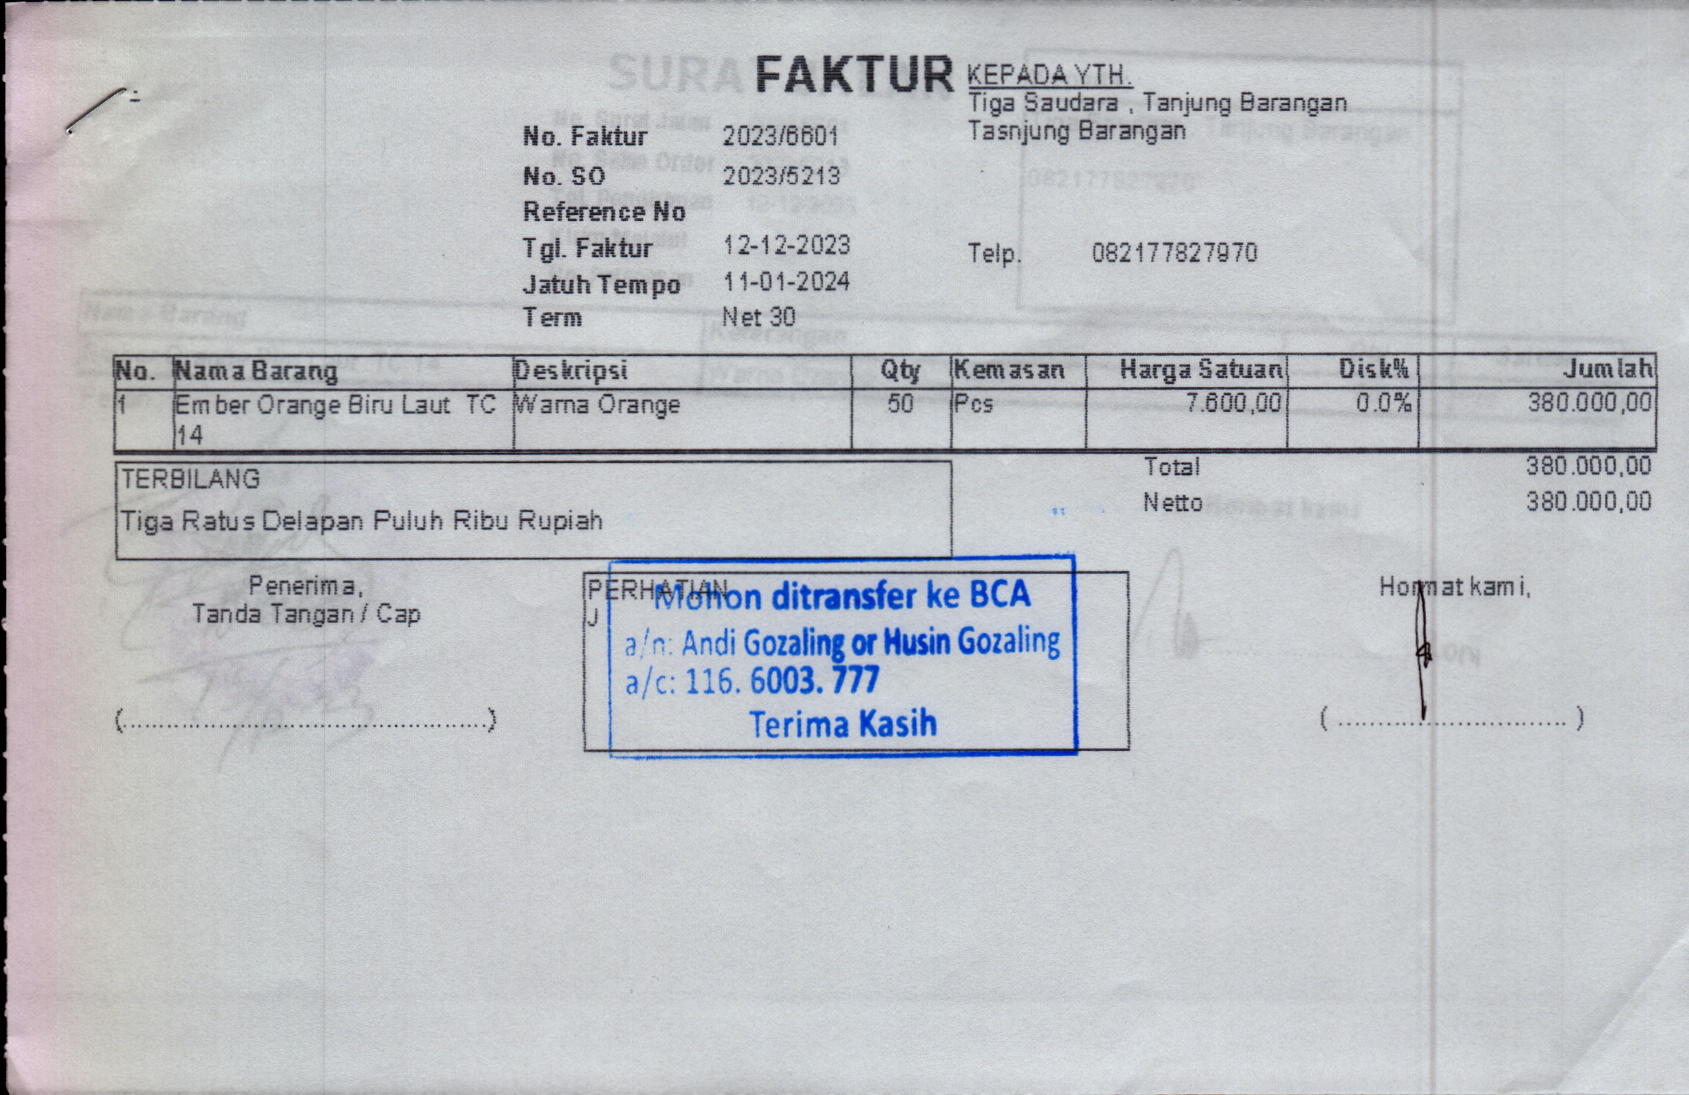 FAKTUR
KEPADA YTH.
Tiga Saudara , Tanjung Barangan
Tasnjung Barangan
No. Faktur 2023/6601
No. SO 2023/5213
Reference No
Tgl. Faktur 12-12-2023
Telp. 082177827970
Jatuh Tempo 11-01-2024
Term Net 30
No. Nama Barang Deskripsi Qty Kemasan Harga Satuan Disk% Jumlah
1 Ember Orange Biru Laut TC Warna Orange 50 Pcs 7.600,00 0.0% 380.000,00
14
TERBILANG
Tiga Ratus Delapan Puluh Ribu Rupiah
Total 380.000,00
Netto 380.000,00
Penerima,
Tanda Tangan / Cap
(..............................................)
PERHATIAN
J
Mohon ditransfer ke BCA
a/n: Andi Gozaling or Husin Gozaling
a/c: 116. 6003. 777
Terima Kasih
Hormat kami,
( ............................. )